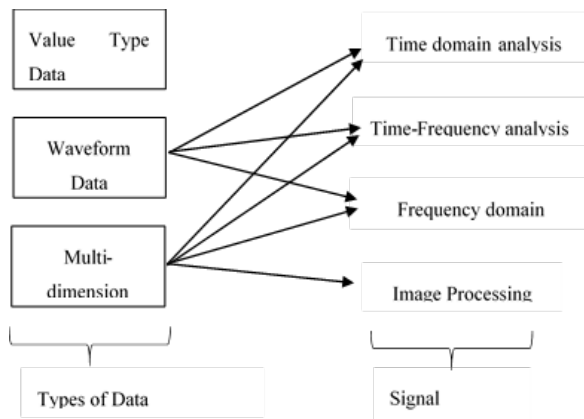 Value Type
Data
Waveform
Data
Multi-
dimension
Types of Data
Time domain analysis
Time-Frequency analysis
Frequency domain
Image Processing
Signal